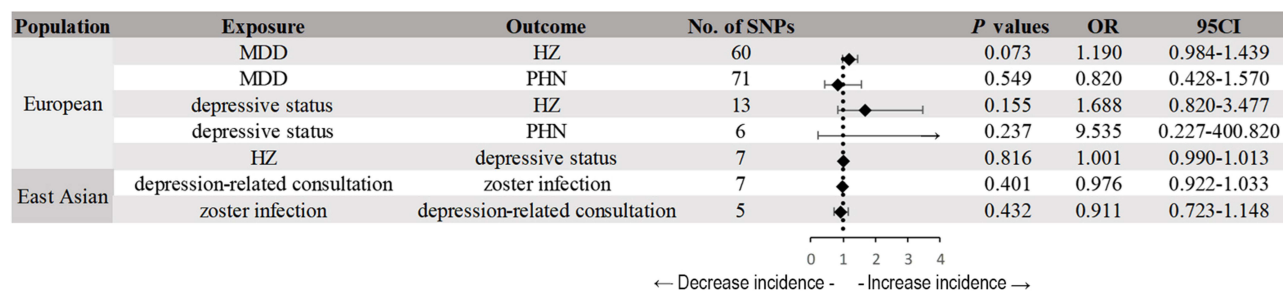 Population Exposure Outcome No. of SNPs P values OR 95CI
MDD HZ 60 0.073 1.190 0.984-1.439
MDD PHN 71 0.549 0.820 0.428-1.570
European depressive status HZ 13 0.155 1.688 0.820-3.477
depressive status PHN 6 0.237 9.535 0.227-400.820
HZ depressive status 7 0.816 1.001 0.990-1.013
East Asian depression-related consultation zoster infection 7 0.401 0.976 0.922-1.033
zoster infection depression-related consultation 5 0.432 0.911 0.723-1.148
0 1 2 3 4
← Decrease incidence - - Increase incidence →